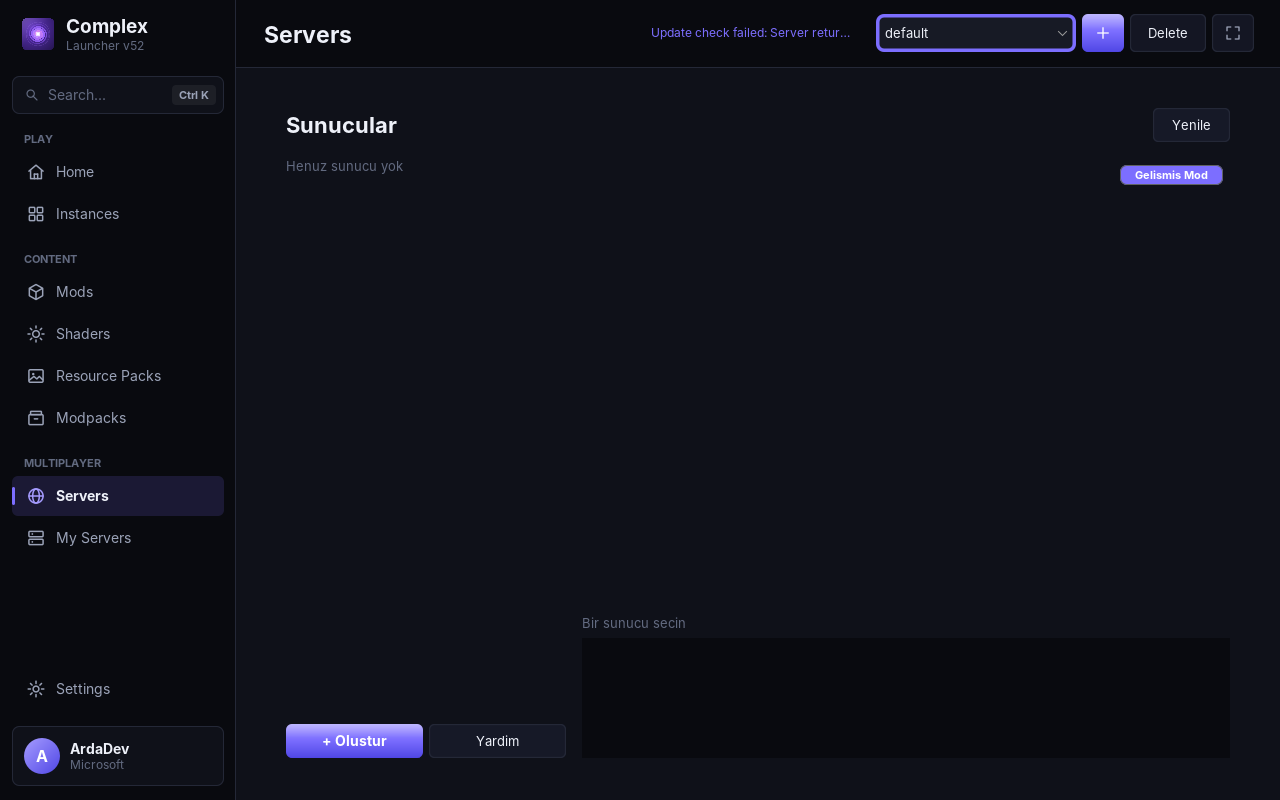 Complex
Launcher v52
Search...
Ctrl K
PLAY
Home
Instances
CONTENT
Mods
Shaders
Resource Packs
Modpacks
MULTIPLAYER
Servers
My Servers
Settings
A
ArdaDev
Microsoft
Servers
Update check failed: Server retur...
default
+
Delete
Sunucular
Yenile
Henuz sunucu yok
Gelismis Mod
Bir sunucu secin
+ Olustur
Yardim